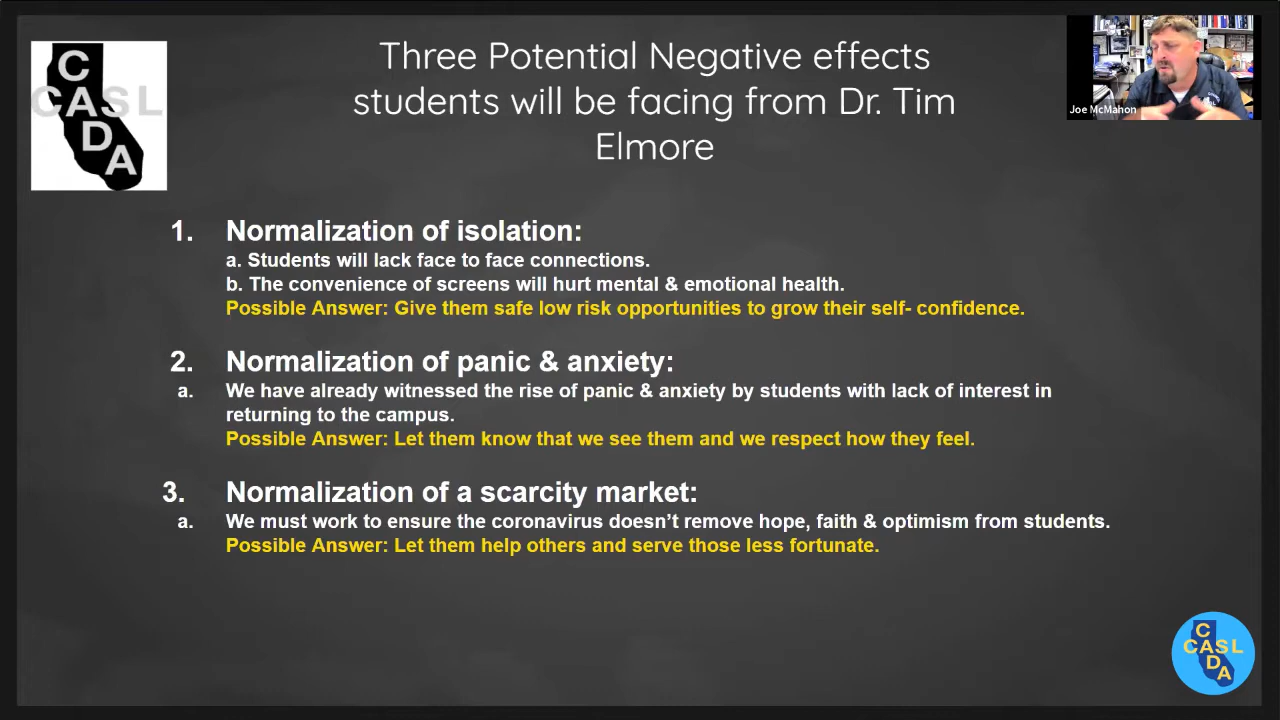 C
CASL
D
A
Three Potential Negative effects
students will be facing from Dr. Tim
Elmore
Joe McMahon
1. Normalization of isolation:
a. Students will lack face to face connections.
b. The convenience of screens will hurt mental & emotional health.
Possible Answer: Give them safe low risk opportunities to grow their self- confidence.
2. Normalization of panic & anxiety:
a. We have already witnessed the rise of panic & anxiety by students with lack of interest in
returning to the campus.
Possible Answer: Let them know that we see them and we respect how they feel.
3. Normalization of a scarcity market:
a. We must work to ensure the coronavirus doesn’t remove hope, faith & optimism from students.
Possible Answer: Let them help others and serve those less fortunate.
C
CASL
D
A